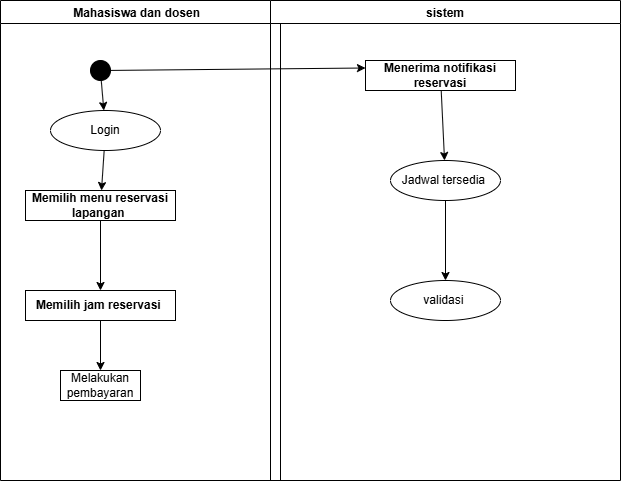 Mahasiswa dan dosen
sistem
Menerima notifikasi
reservasi
Login
Jadwal tersedia
Memilih menu reservasi
lapangan
Memilih jam reservasi
validasi
Melakukan
pembayaran